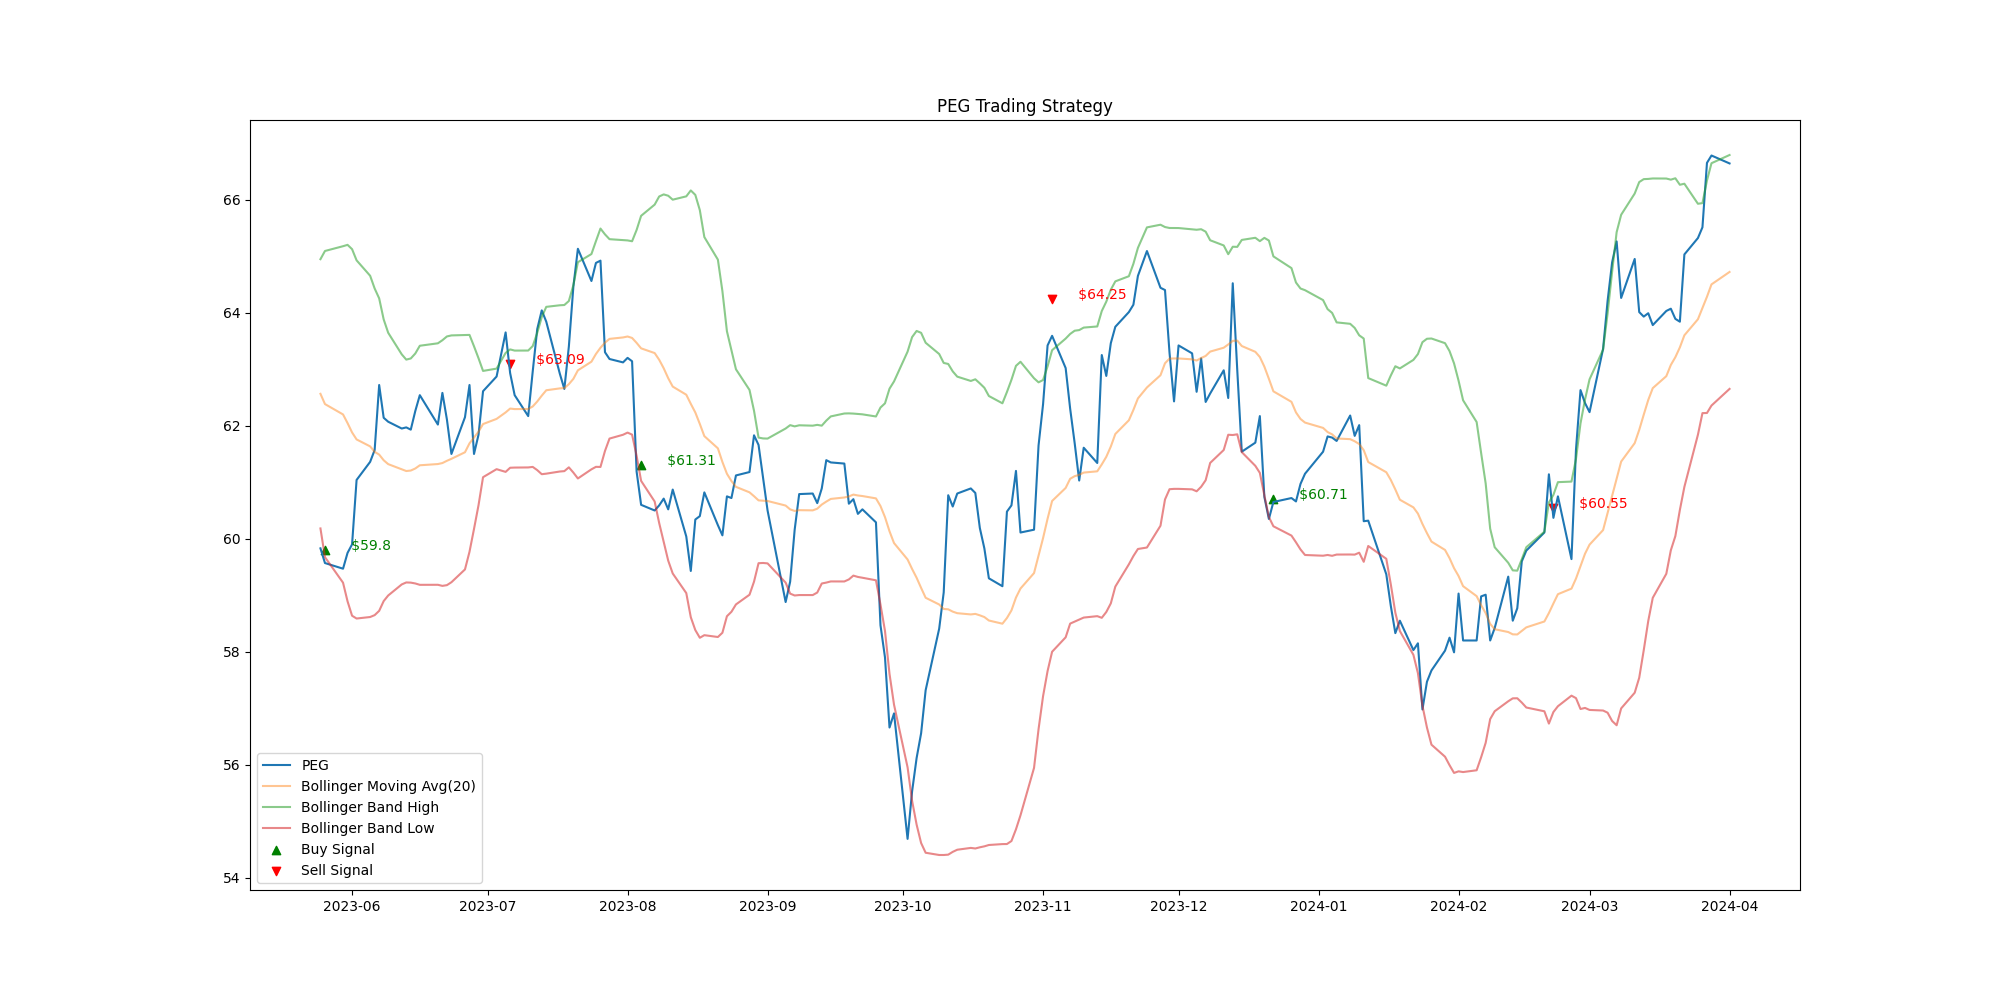 PEG Trading Strategy
66
64
62
60
58
56
54
$59.8
$63.09
$61.31
$64.25
$60.71
$60.55
PEG
Bollinger Moving Avg(20)
Bollinger Band High
Bollinger Band Low
Buy Signal
Sell Signal
2023-06 2023-07 2023-08 2023-09 2023-10 2023-11 2023-12 2024-01 2024-02 2024-03 2024-04